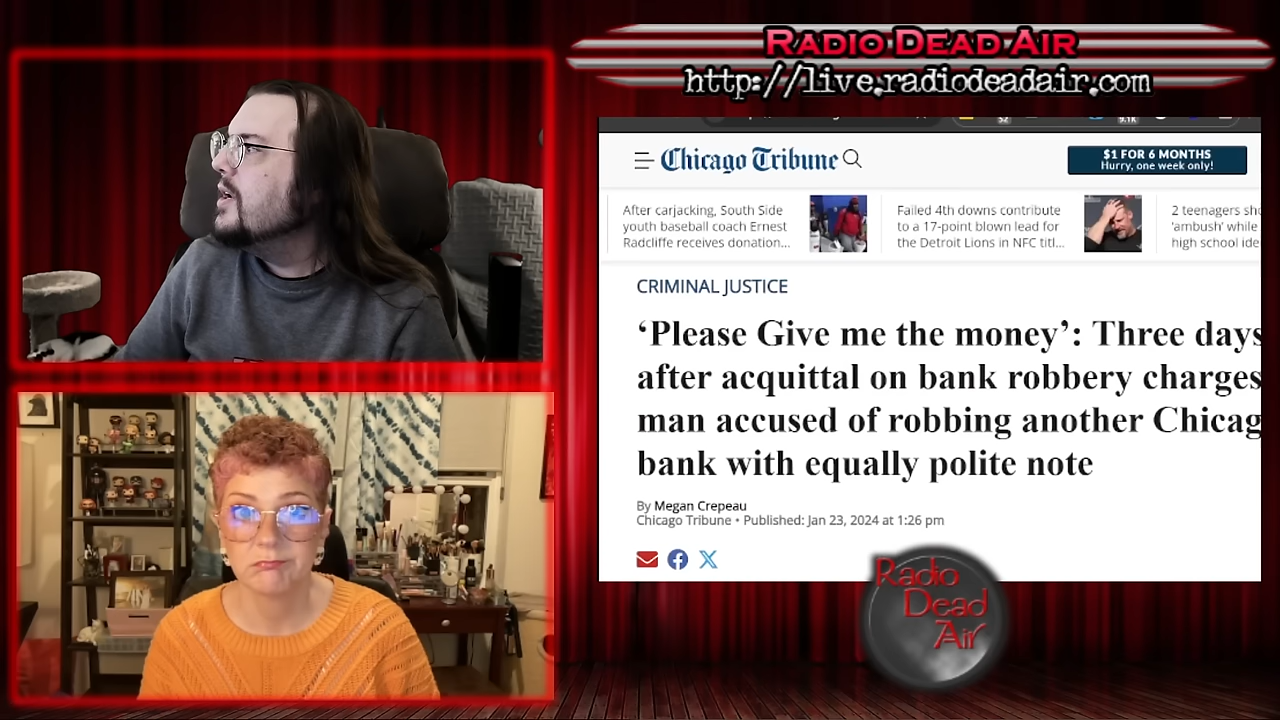 Radio Dead Air
http://live.radiodeadair.com
Chicago Tribune
$1 FOR 6 MONTHS
Hurry, one week only!
After carjacking, South Side
youth baseball coach Ernest
Radcliffe receives donation...
Failed 4th downs contribute
to a 17-point blown lead for
the Detroit Lions in NFC titl...
2 teenagers sh
‘ambush’ while
high school ide
CRIMINAL JUSTICE
‘Please Give me the money’: Three days
after acquittal on bank robbery charges
man accused of robbing another Chicag
bank with equally polite note
By Megan Crepeau
Chicago Tribune • Published: Jan 23, 2024 at 1:26 pm
Radio
Dead
Air